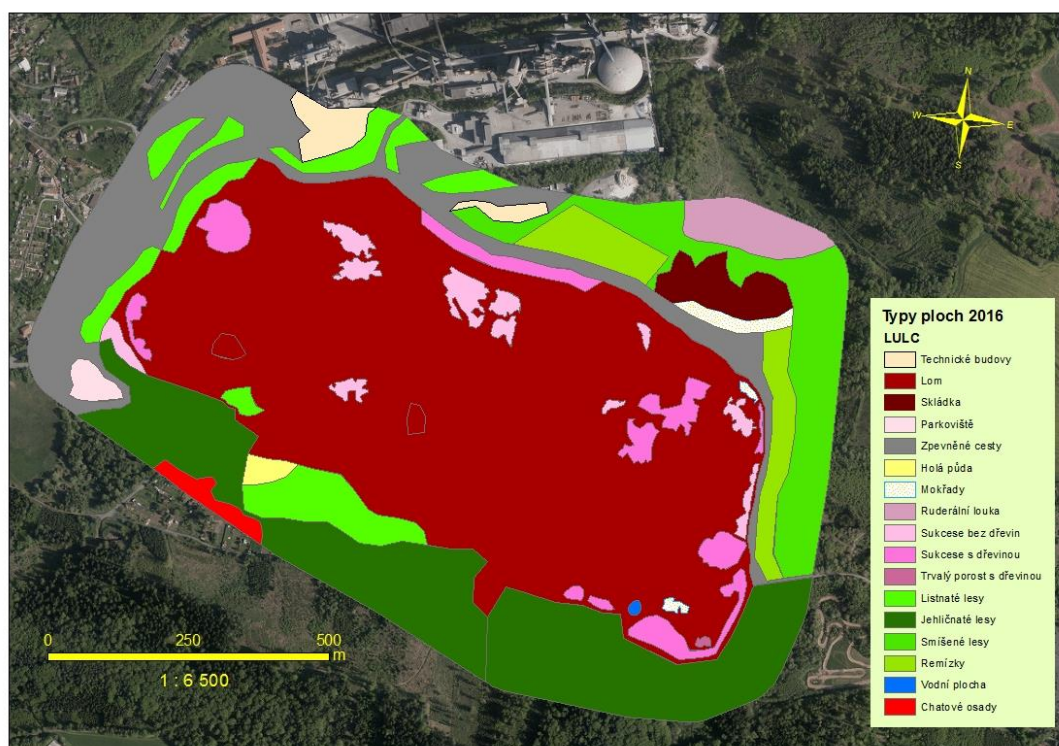 N
W
E
S
Typy ploch 2016
LULC
Technické budovy
Lom
Skládka
Parkoviště
Zpevněné cesty
Holá půda
Mokřady
Ruderální louka
Sukcese bez dřevin
Sukcese s dřevinou
Trvalý porost s dřevinou
Listnaté lesy
Jehličnaté lesy
Smíšené lesy
Remízky
Vodní plocha
Chatové osady
0 250 500
m
1 : 6 500